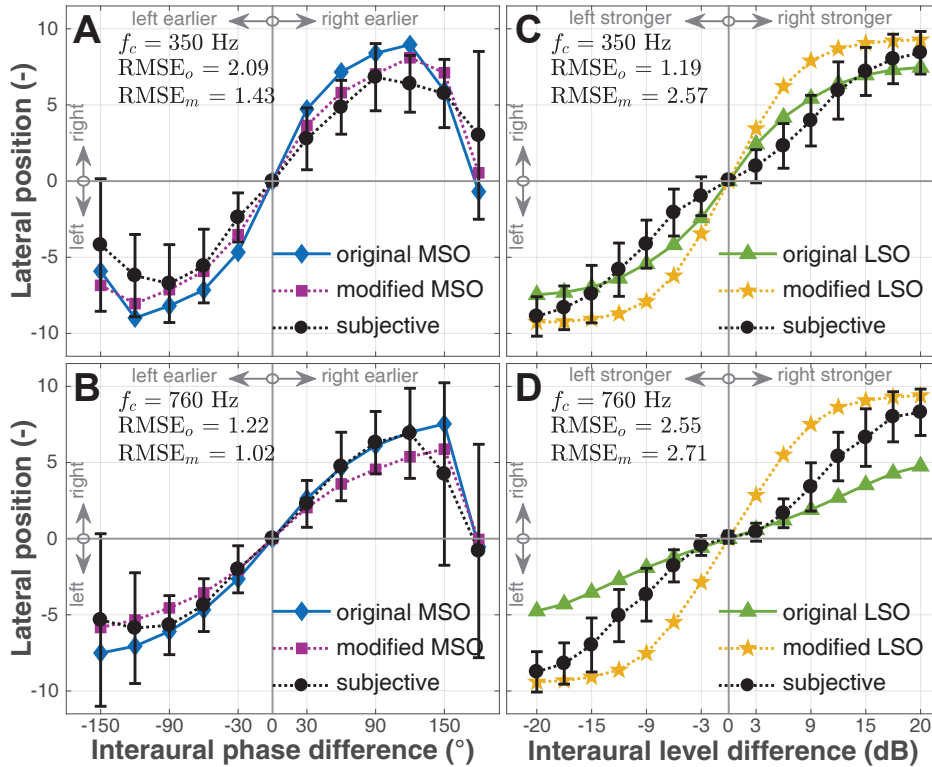 A
left earlier
right earlier
f_c = 350 Hz
RMSE_o = 2.09
RMSE_m = 1.43
10
5
0
-5
-10
Lateral position (-)
right
left
original MSO
modified MSO
subjective
C
left stronger
right stronger
f_c = 350 Hz
RMSE_o = 1.19
RMSE_m = 2.57
original LSO
modified LSO
subjective
B
left earlier
right earlier
f_c = 760 Hz
RMSE_o = 1.22
RMSE_m = 1.02
10
5
0
-5
-10
Lateral position (-)
right
left
original MSO
modified MSO
subjective
-150
-90
-30
0
30
90
150
Interaural phase difference (°)
D
left stronger
right stronger
f_c = 760 Hz
RMSE_o = 2.55
RMSE_m = 2.71
right
left
original LSO
modified LSO
subjective
-20
-15
-9
-3
0
3
9
15
20
Interaural level difference (dB)